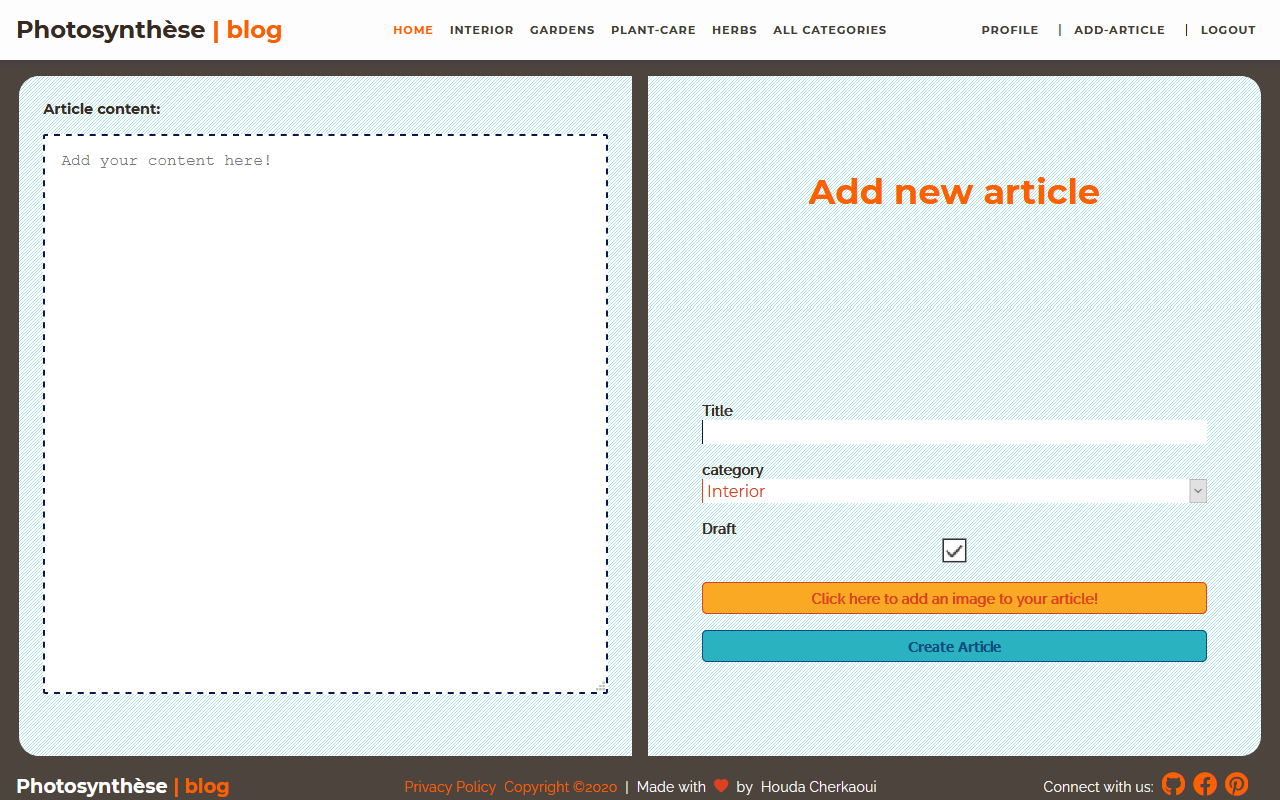 Photosynthèse | blog HOME INTERIOR GARDENS PLANT-CARE HERBS ALL CATEGORIES PROFILE | ADD-ARTICLE | LOGOUT
Article content:
Add your content here!
Add new article
Title
category
Interior
Draft
Click here to add an image to your article!
Create Article
Photosynthèse | blog Privacy Policy Copyright ©2020 | Made with by Houda Cherkaoui Connect with us: